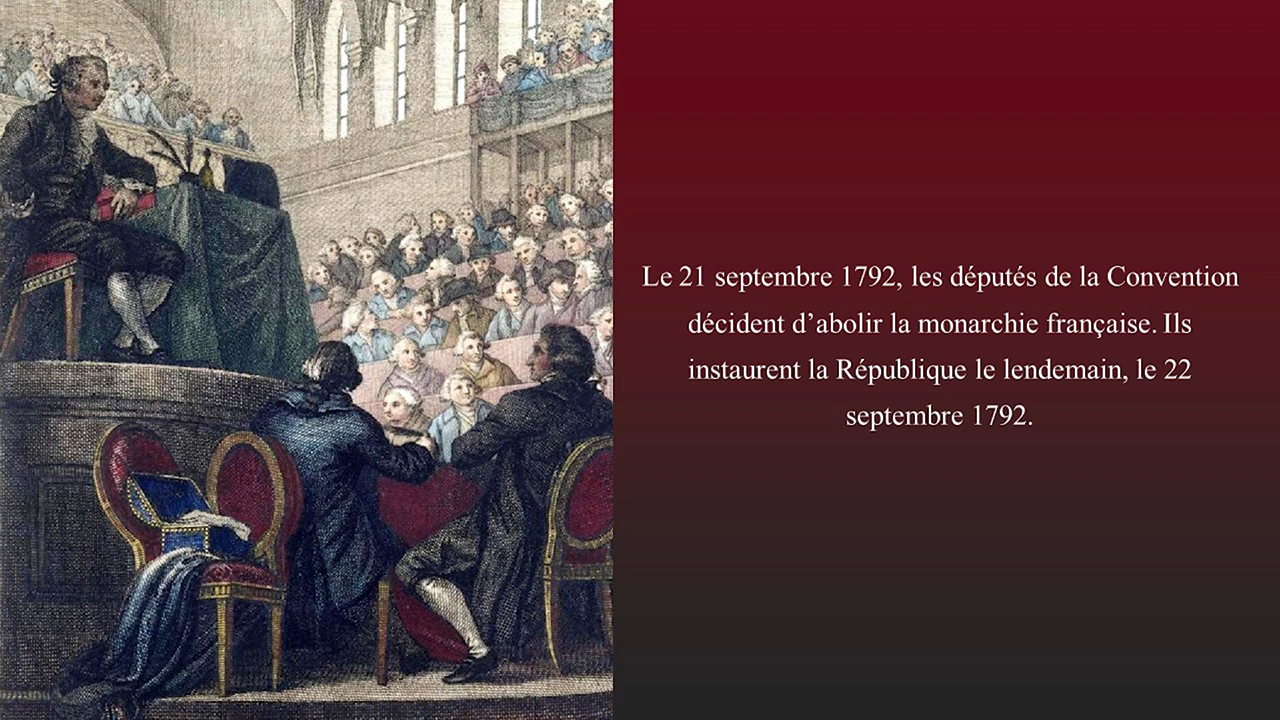 Le 21 septembre 1792, les députés de la Convention
décident d’abolir la monarchie française. Ils
instaurent la République le lendemain, le 22
septembre 1792.